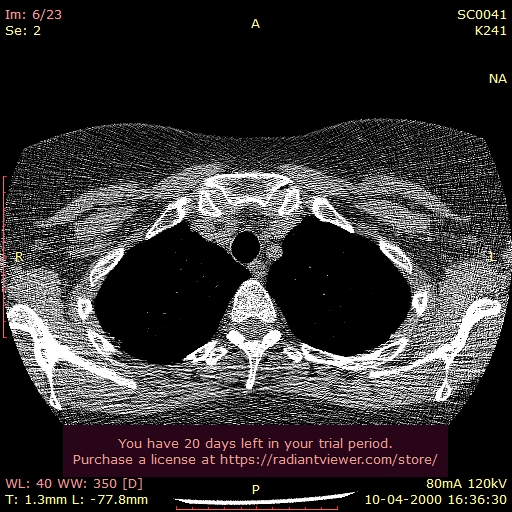 Im: 6/23
Se: 2
A
SC0041
K241
NA
R
L
You have 20 days left in your trial period.
Purchase a license at https://radiantviewer.com/store/
WL: 40 WW: 350 [D]
T: 1.3mm L: -77.8mm
P
80mA 120kV
10-04-2000 16:36:30